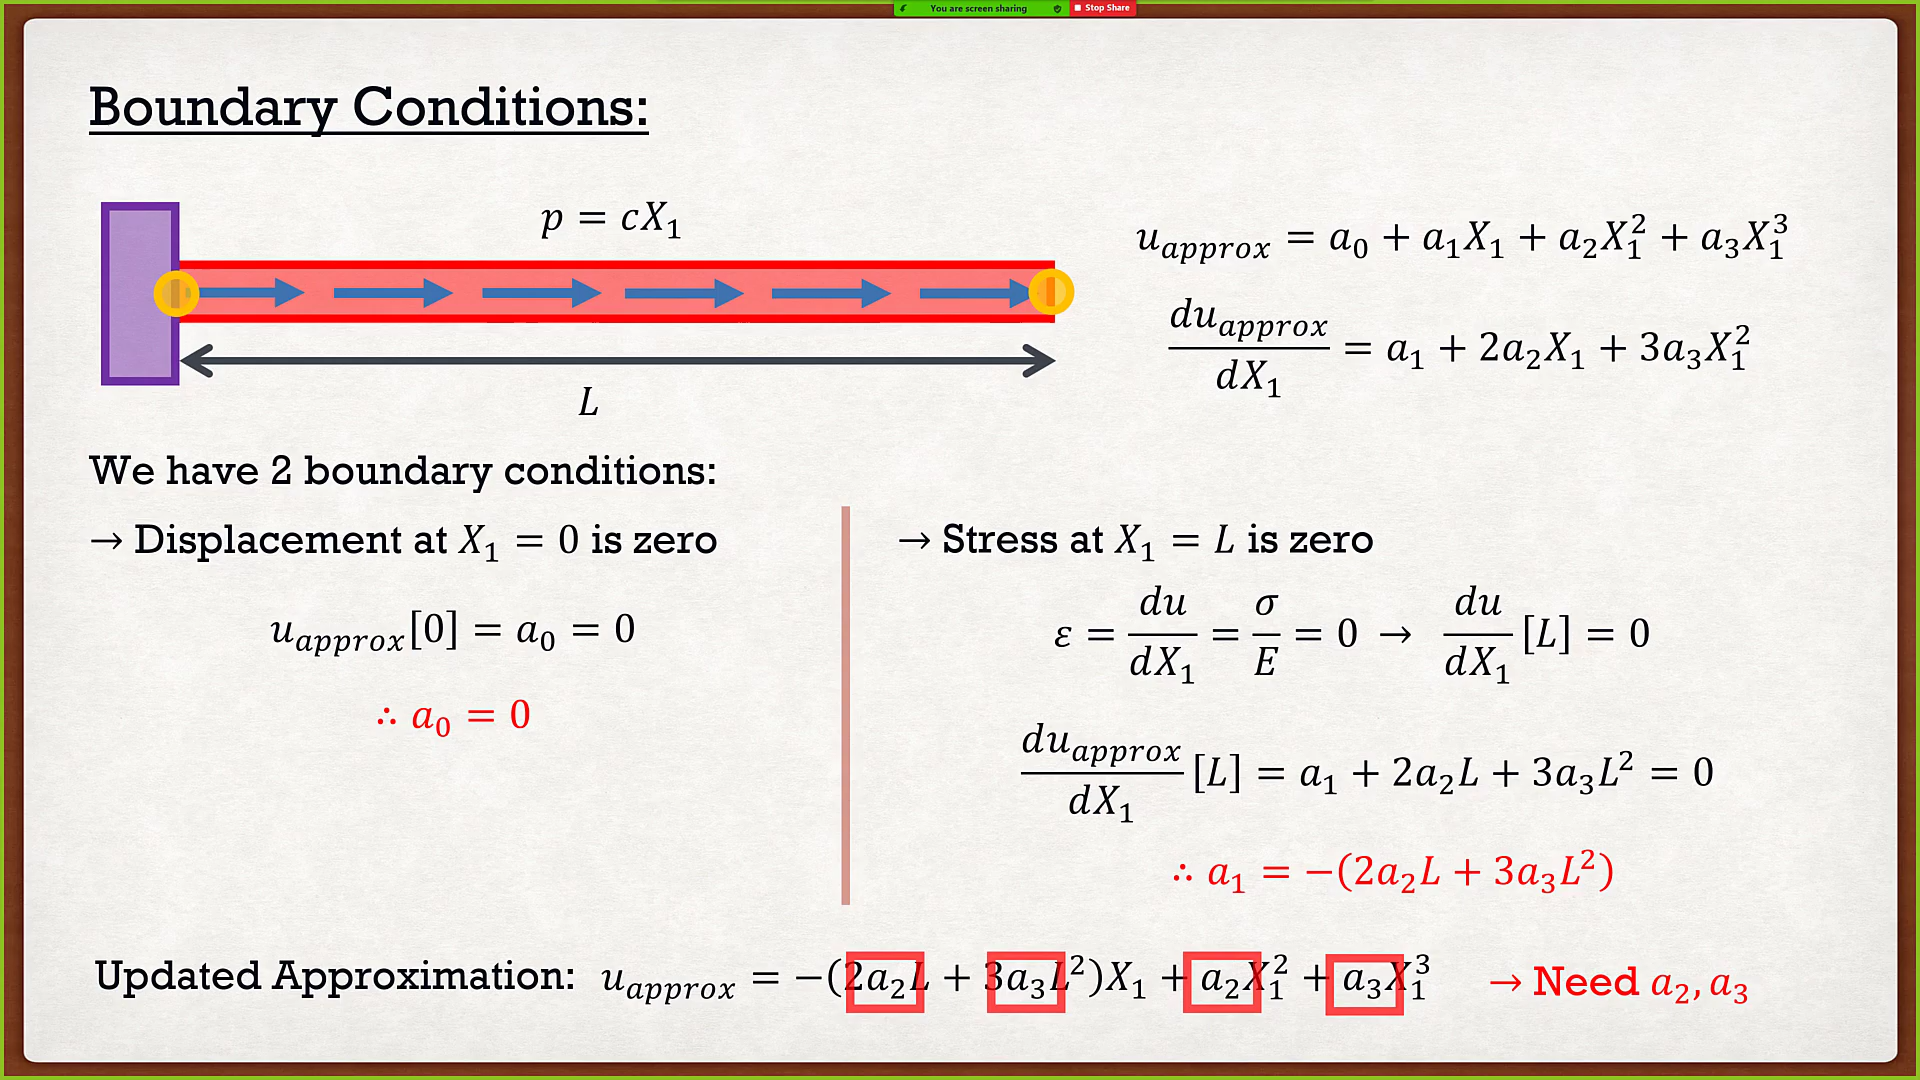 You are screen sharing Stop Share
Boundary Conditions:
p = cX₁
L
u_approx = a₀ + a₁X₁ + a₂X₁² + a₃X₁³
du_approx/dX₁ = a₁ + 2a₂X₁ + 3a₃X₁²
We have 2 boundary conditions:
→ Displacement at X₁ = 0 is zero
u_approx[0] = a₀ = 0
∴ a₀ = 0
→ Stress at X₁ = L is zero
ε = du/dX₁ = σ/E = 0 → du/dX₁ [L] = 0
du_approx/dX₁ [L] = a₁ + 2a₂L + 3a₃L² = 0
∴ a₁ = −(2a₂L + 3a₃L²)
Updated Approximation: u_approx = −(2a₂L + 3a₃L²)X₁ + a₂X₁² + a₃X₁³ → Need a₂, a₃